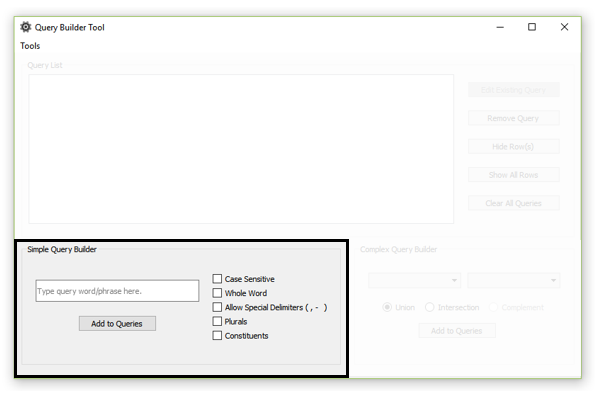 Query Builder Tool
Tools
Query List
Edit Existing Query
Remove Query
Hide Row(s)
Show All Rows
Clear All Queries
Simple Query Builder
Type query word/phrase here.
Add to Queries
Case Sensitive
Whole Word
Allow Special Delimiters ( , - )
Plurals
Constituents
Complex Query Builder
Union Intersection Complement
Add to Queries